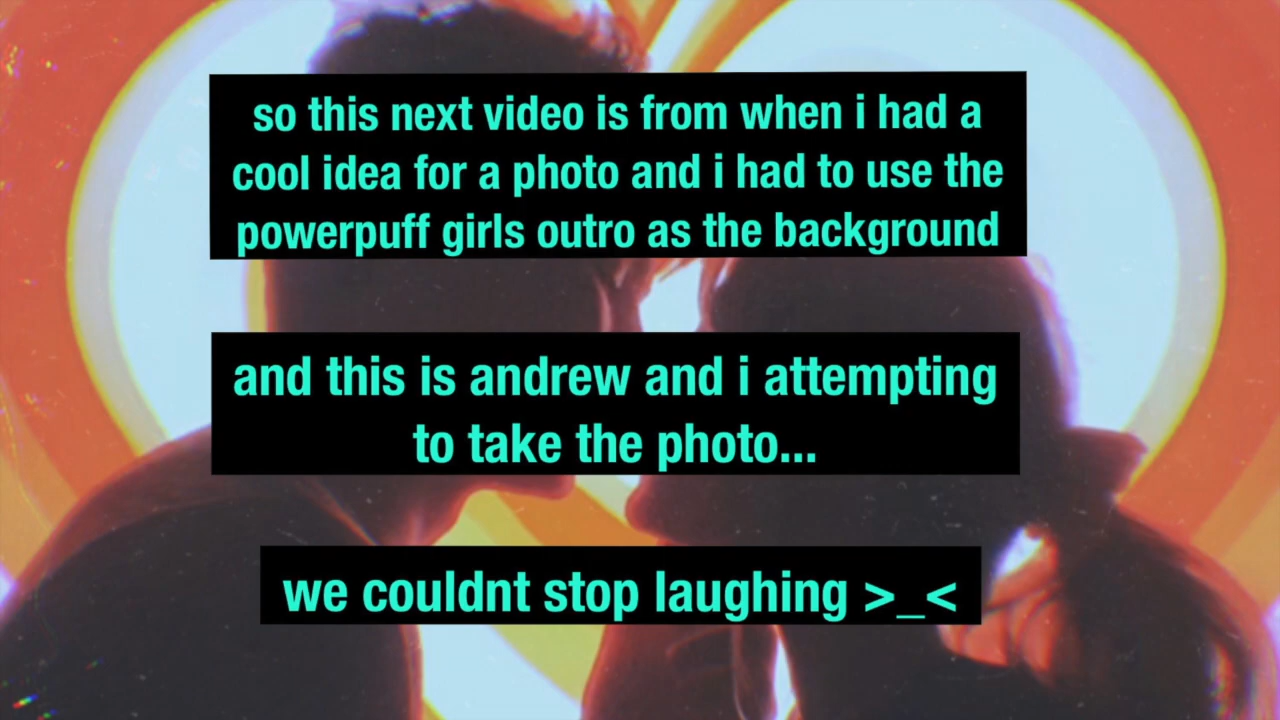 so this next video is from when i had a
cool idea for a photo and i had to use the
powerpuff girls outro as the background
and this is andrew and i attempting
to take the photo...
we couldnt stop laughing >_<